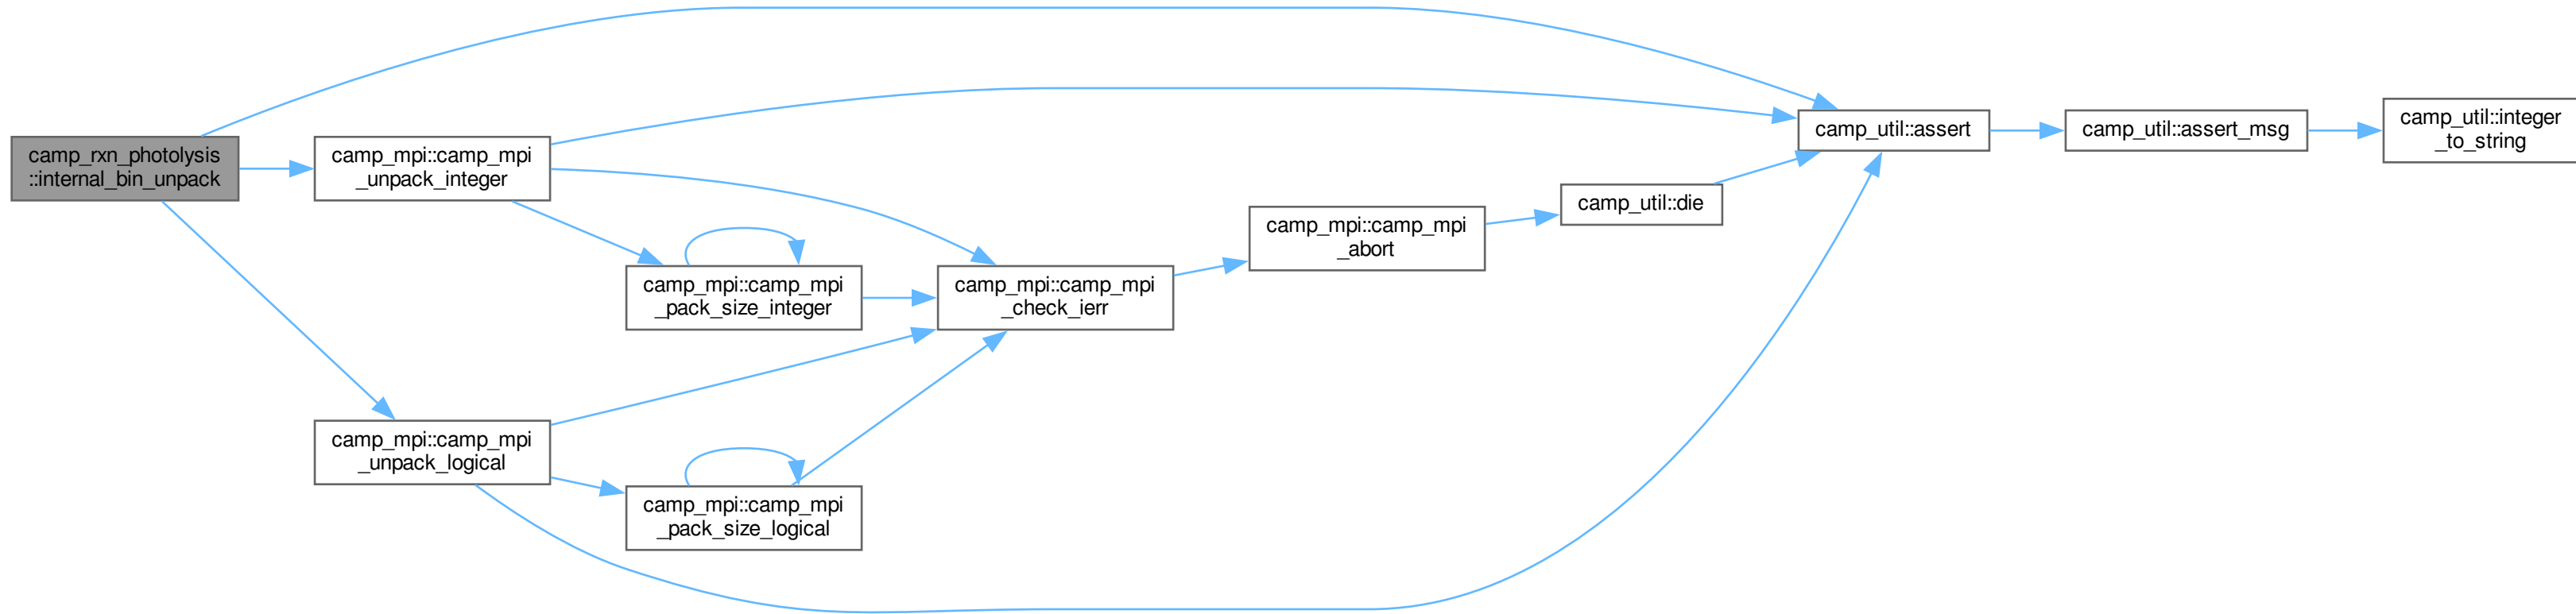 camp_rxn_photolysis
::internal_bin_unpack
camp_mpi::camp_mpi
_unpack_integer
camp_mpi::camp_mpi
_unpack_logical
camp_mpi::camp_mpi
_pack_size_integer
camp_mpi::camp_mpi
_pack_size_logical
camp_mpi::camp_mpi
_check_ierr
camp_mpi::camp_mpi
_abort
camp_util::die
camp_util::assert
camp_util::assert_msg
camp_util::integer
_to_string